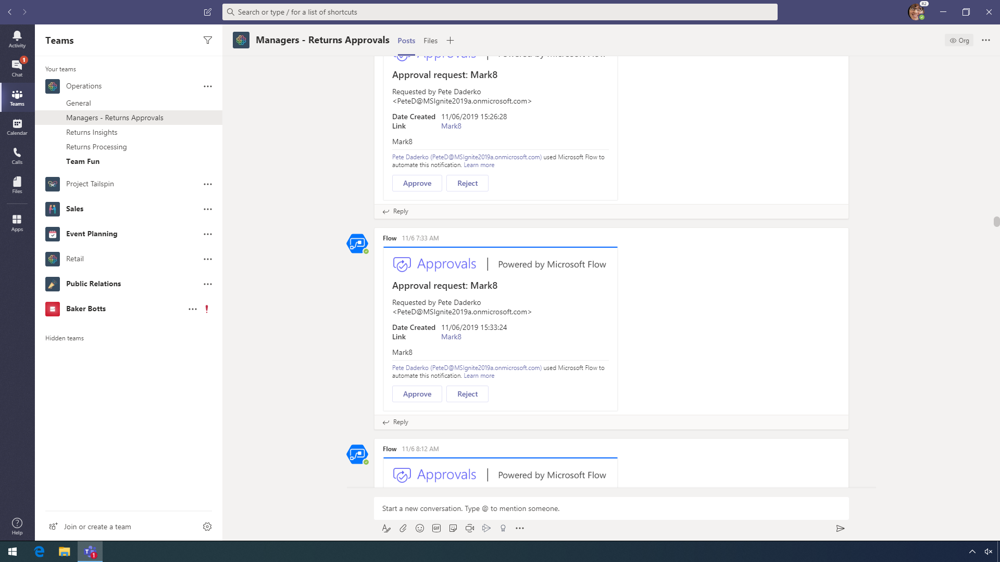 Search or type / for a list of shortcuts
R2
Activity
1
Chat
Teams
Calendar
Calls
Files
Apps
Help
Teams
Your teams
Operations
General
Managers - Returns Approvals
Returns Insights
Returns Processing
Team Fun
Project Tailspin
Sales
Event Planning
Retail
Public Relations
Baker Botts
Hidden teams
Join or create a team
Managers - Returns Approvals Posts Files
Org
Approvals | Powered by Microsoft Flow
Approval request: Mark8
Requested by Pete Daderko
<PeteD@MSIgnite2019a.onmicrosoft.com>
Date Created 11/06/2019 15:26:28
Link Mark8
Mark8
Pete Daderko (PeteD@MSIgnite2019a.onmicrosoft.com) used Microsoft Flow to
automate this notification. Learn more
Approve Reject
Reply
Flow 11/6 7:33 AM
Approvals | Powered by Microsoft Flow
Approval request: Mark8
Requested by Pete Daderko
<PeteD@MSIgnite2019a.onmicrosoft.com>
Date Created 11/06/2019 15:33:24
Link Mark8
Mark8
Pete Daderko (PeteD@MSIgnite2019a.onmicrosoft.com) used Microsoft Flow to
automate this notification. Learn more
Approve Reject
Reply
Flow 11/6 8:12 AM
Approvals | Powered by Microsoft Flow
Start a new conversation. Type @ to mention someone.
GIF
T 1